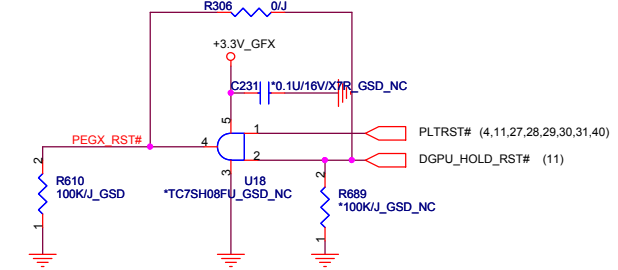 R306 0/J
+3.3V_GFX
C231 *0.1U/16V/X7R_GSD_NC
5
1 PLTRST# (4,11,27,28,29,30,31,40)
PEGX_RST# 4
2 DGPU_HOLD_RST# (11)
2 3 U18 2
R610 *TC7SH08FU_GSD_NC R689
100K/J_GSD *100K/J_GSD_NC
1 1